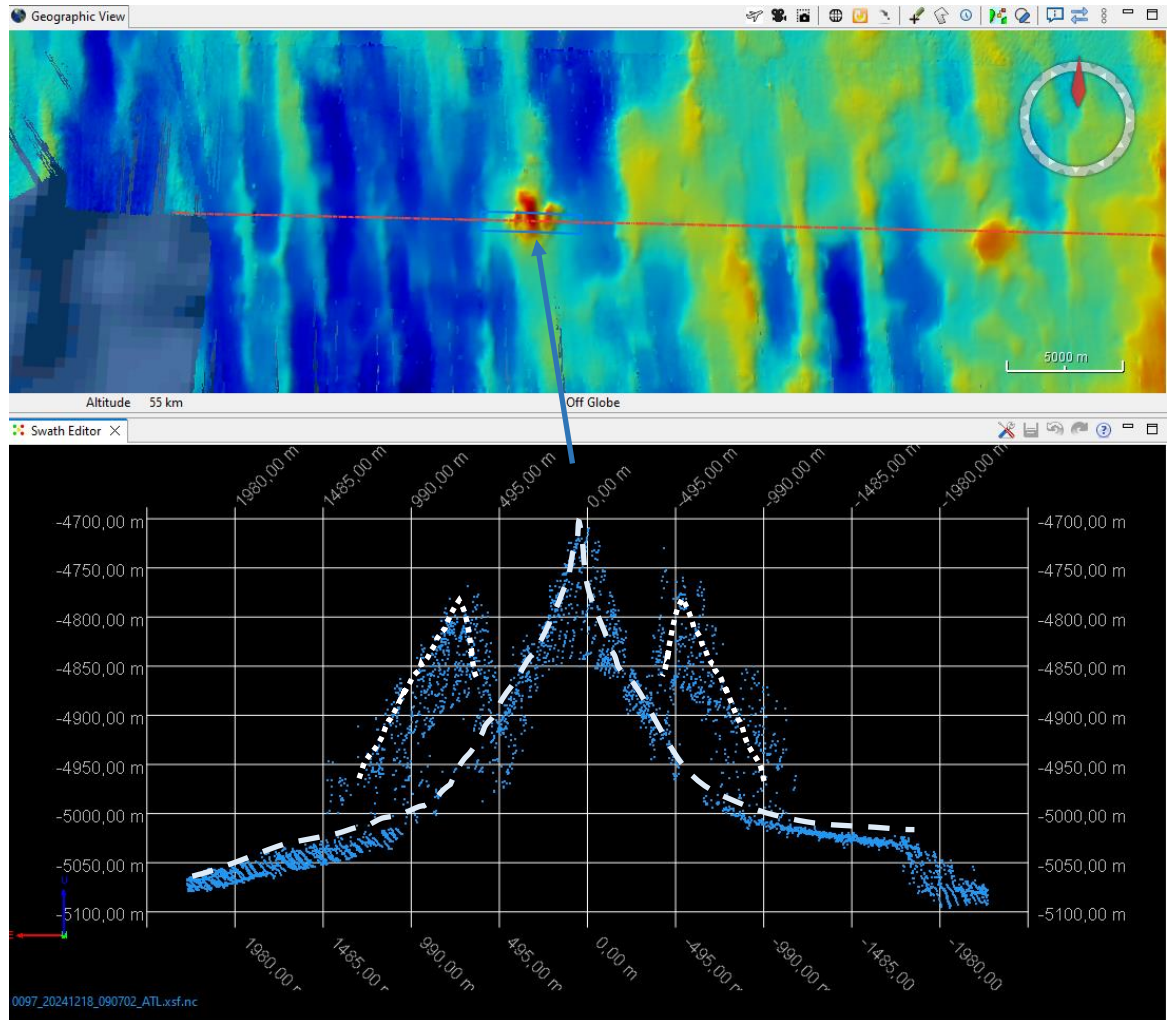 Geographic View
5000 m
Altitude 55 km Off Globe
Swath Editor
1980,00 m 1485,00 m 990,00 m 495,00 m 0,00 m -495,00 m -990,00 m -1485,00 m -1980,00 m
-4700,00 m -4700,00 m
-4750,00 m -4750,00 m
-4800,00 m -4800,00 m
-4850,00 m -4850,00 m
-4900,00 m -4900,00 m
-4950,00 m -4950,00 m
-5000,00 m -5000,00 m
-5050,00 m -5050,00 m
-5100,00 m -5100,00 m
1980,00 m 1485,00 m 990,00 m 495,00 m 0,00 m -495,00 m -990,00 m -1485,00 m -1980,00 m
E
0097_20241218_090702_ATL.xsf.nc